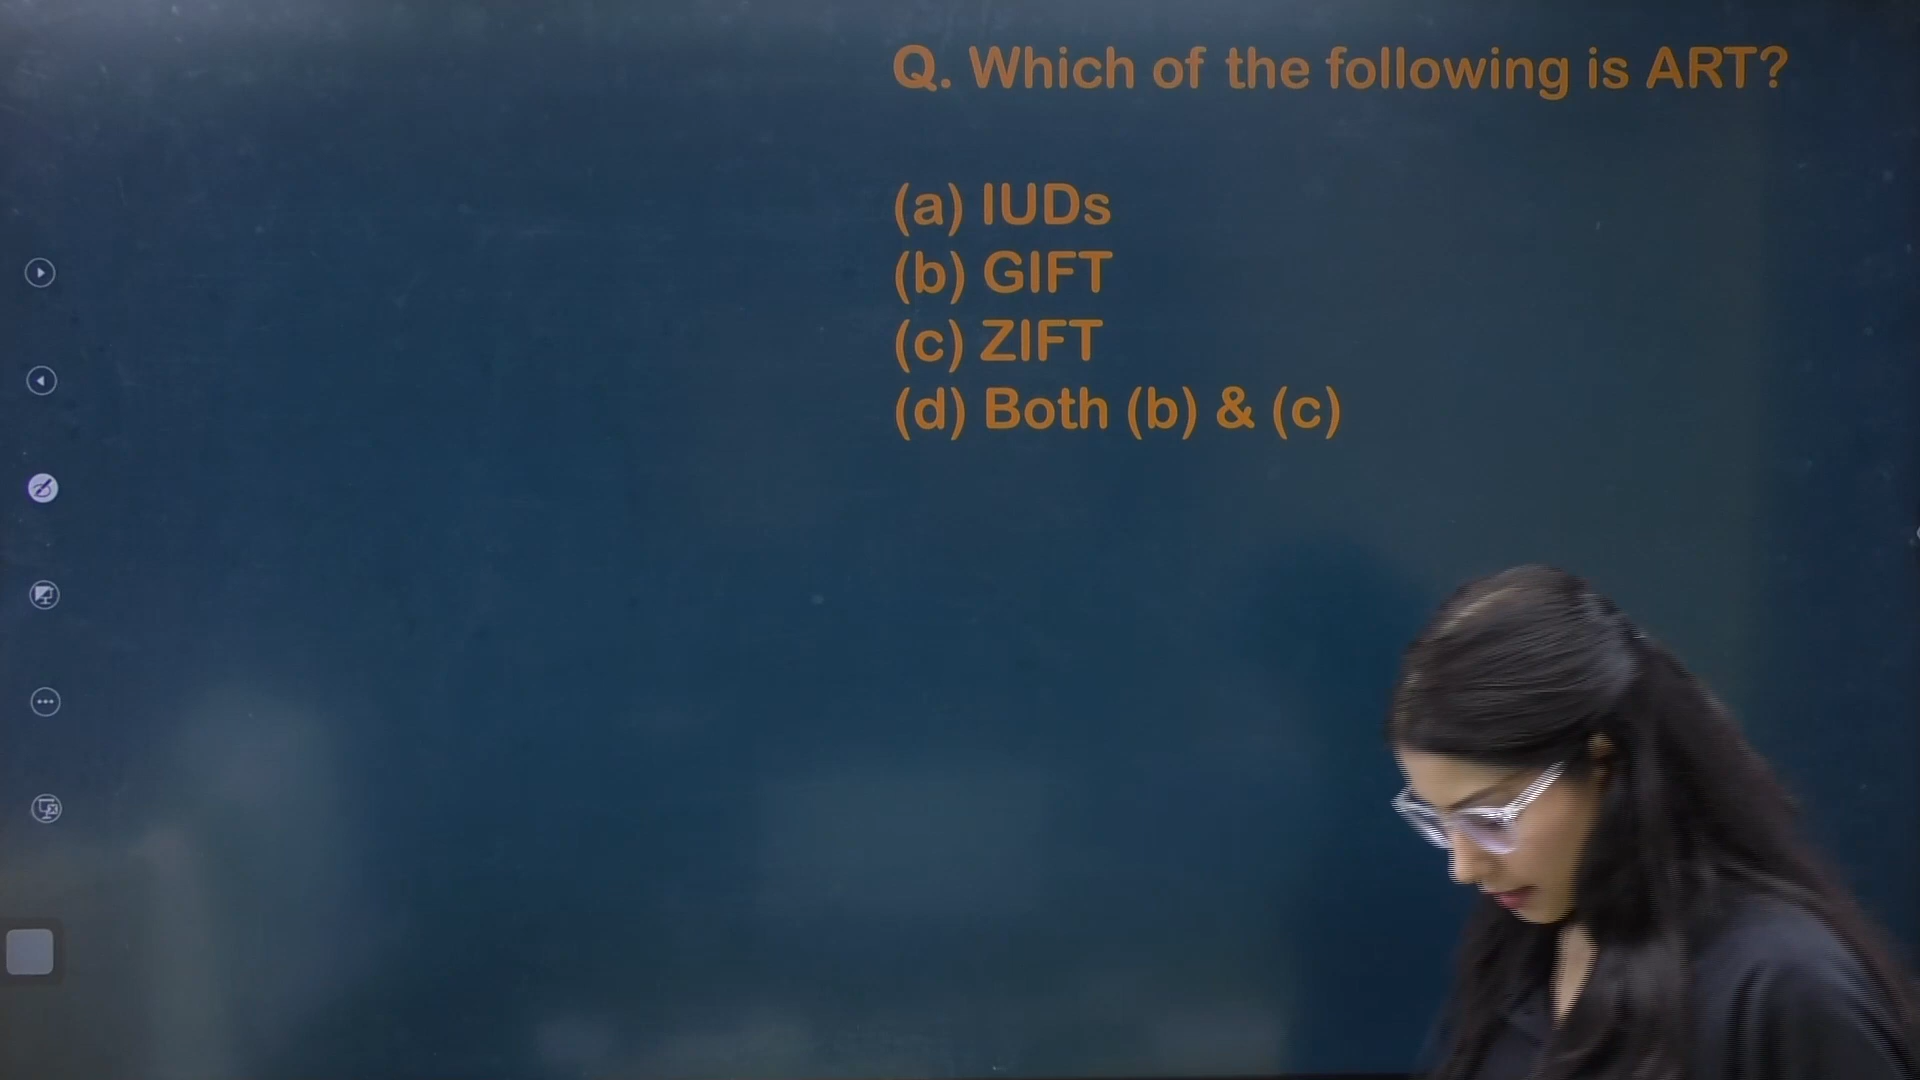 Q. Which of the following is ART?
(a) IUDs
(b) GIFT
(c) ZIFT
(d) Both (b) & (c)